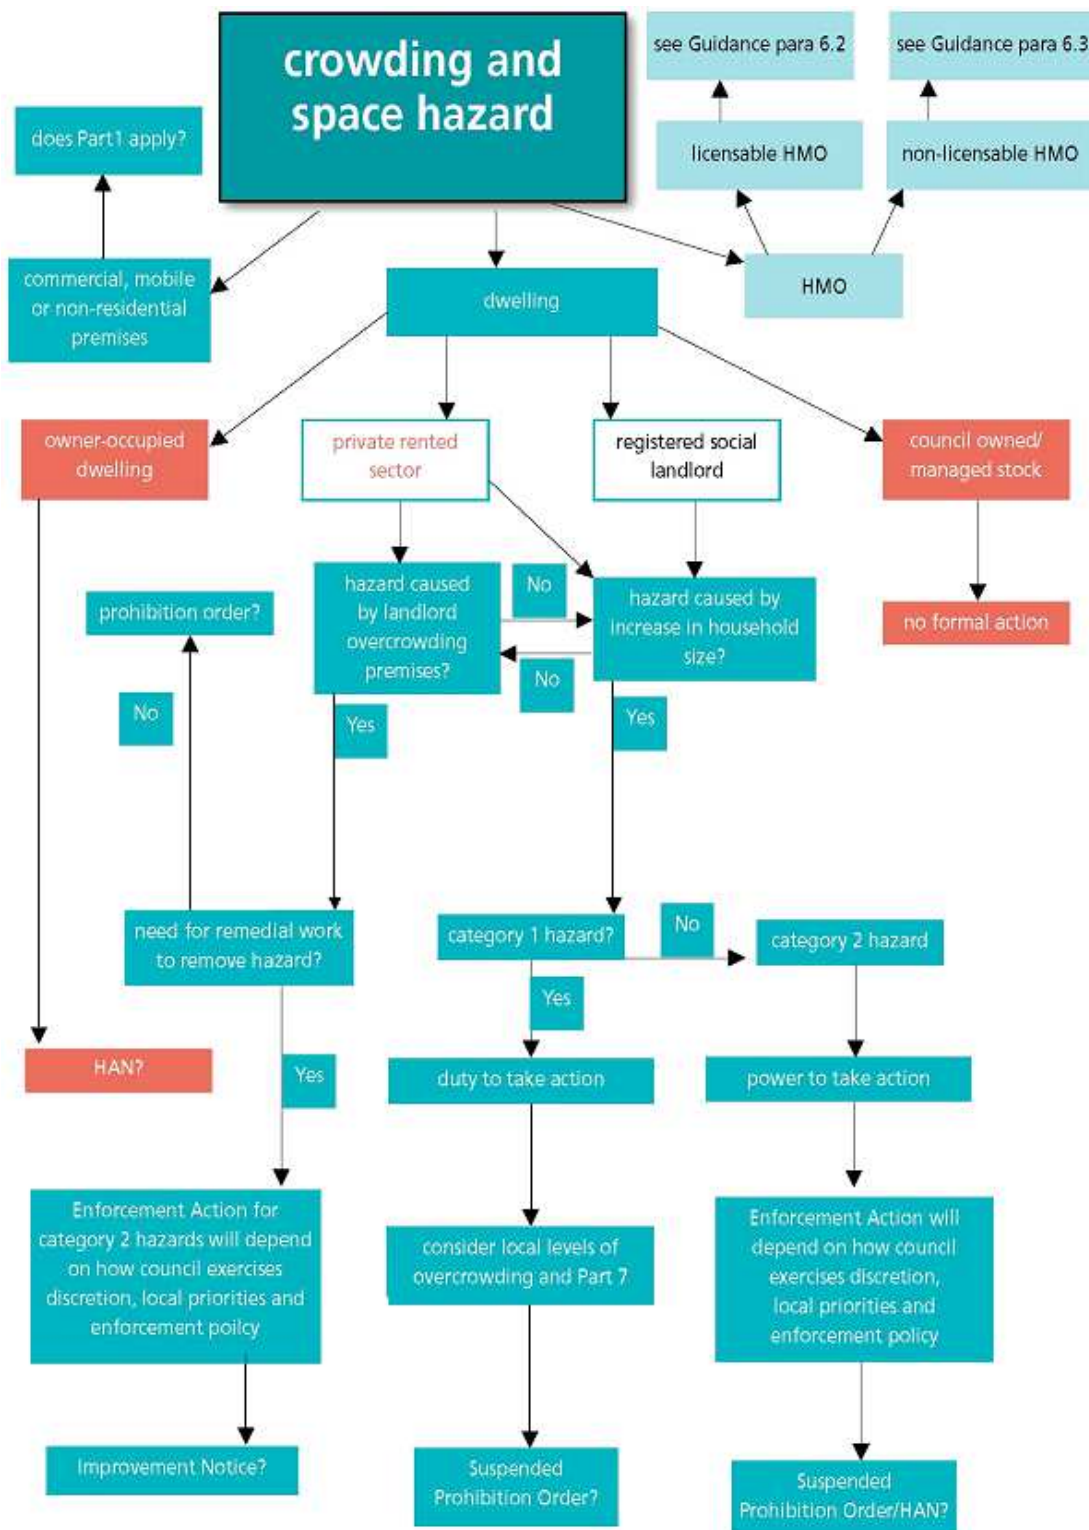 crowding and
space hazard
see Guidance para 6.2
see Guidance para 6.3
does Part1 apply?
licensable HMO
non-licensable HMO
commercial, mobile
or non-residential
premises
dwelling
HMO
owner-occupied
dwelling
private rented
sector
registered social
landlord
council owned/
managed stock
hazard caused
by landlord
overcrowding
premises?
No
No
hazard caused by
increase in household
size?
no formal action
prohibition order?
No
Yes
Yes
need for remedial work
to remove hazard?
category 1 hazard?
No
category 2 hazard
Yes
HAN?
Yes
duty to take action
power to take action
Enforcement Action for
category 2 hazards will depend
on how council exercises
discretion, local priorities and
enforcement poilcy
consider local levels of
overcrowding and Part 7
Enforcement Action will
depend on how council
exercises discretion,
local priorities and
enforcement policy
Improvement Notice?
Suspended
Prohibition Order?
Suspended
Prohibition Order/HAN?